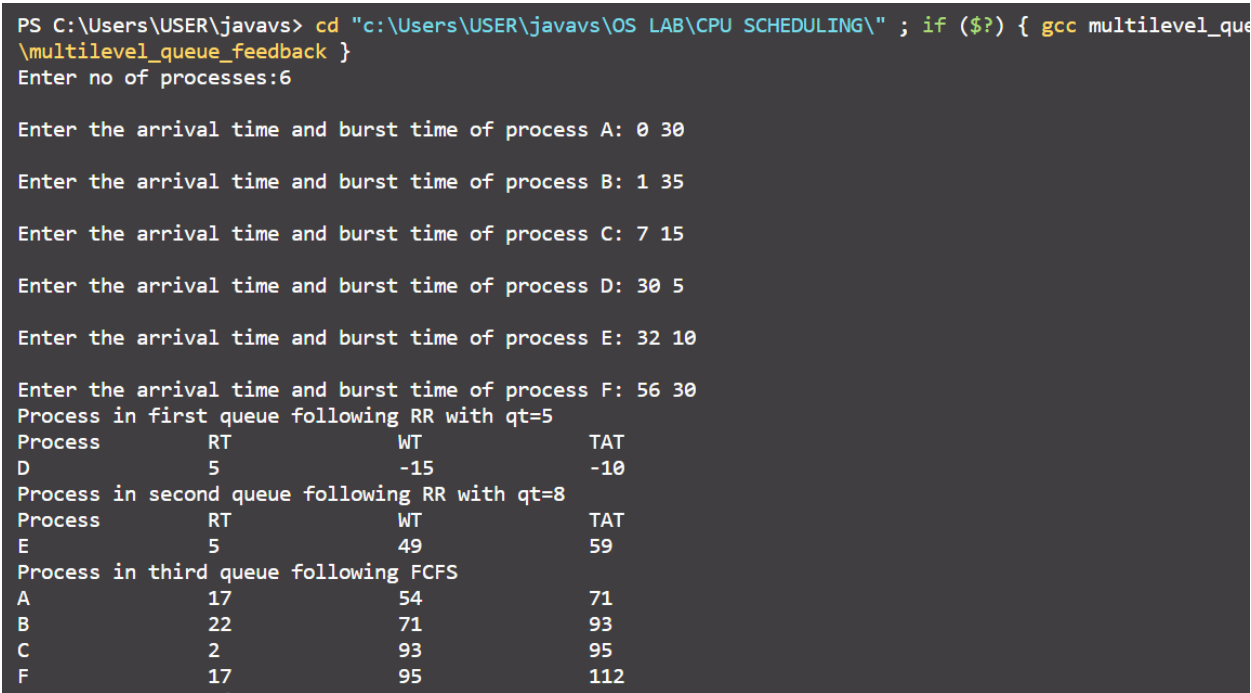 PS C:\Users\USER\javavs> cd "c:\Users\USER\javavs\OS LAB\CPU SCHEDULING\" ; if ($?) { gcc multilevel_que
\multilevel_queue_feedback }
Enter no of processes:6
Enter the arrival time and burst time of process A: 0 30
Enter the arrival time and burst time of process B: 1 35
Enter the arrival time and burst time of process C: 7 15
Enter the arrival time and burst time of process D: 30 5
Enter the arrival time and burst time of process E: 32 10
Enter the arrival time and burst time of process F: 56 30
Process in first queue following RR with qt=5
Process RT WT TAT
D 5 -15 -10
Process in second queue following RR with qt=8
Process RT WT TAT
E 5 49 59
Process in third queue following FCFS
A 17 54 71
B 22 71 93
C 2 93 95
F 17 95 112